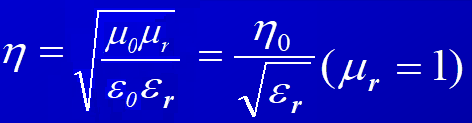 η = √(μ₀μᵣ / ε₀εᵣ) = η₀ / √εᵣ (μᵣ = 1)